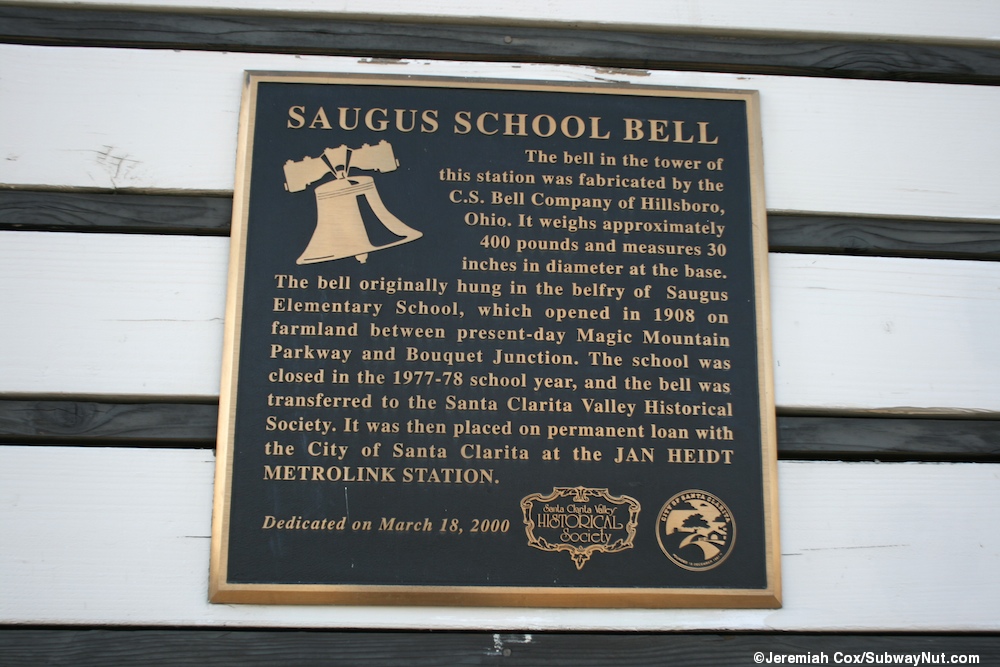 SAUGUS SCHOOL BELL
The bell in the tower of
this station was fabricated by the
C.S. Bell Company of Hillsboro,
Ohio. It weighs approximately
400 pounds and measures 30
inches in diameter at the base.
The bell originally hung in the belfry of Saugus
Elementary School, which opened in 1908 on
farmland between present-day Magic Mountain
Parkway and Bouquet Junction. The school was
closed in the 1977-78 school year, and the bell was
transferred to the Santa Clarita Valley Historical
Society. It was then placed on permanent loan with
the City of Santa Clarita at the JAN HEIDT
METROLINK STATION.
Dedicated on March 18, 2000
Santa Clarita Valley
HISTORICAL
Society
CITY OF SANTA CLARITA
©Jeremiah Cox/SubwayNut.com